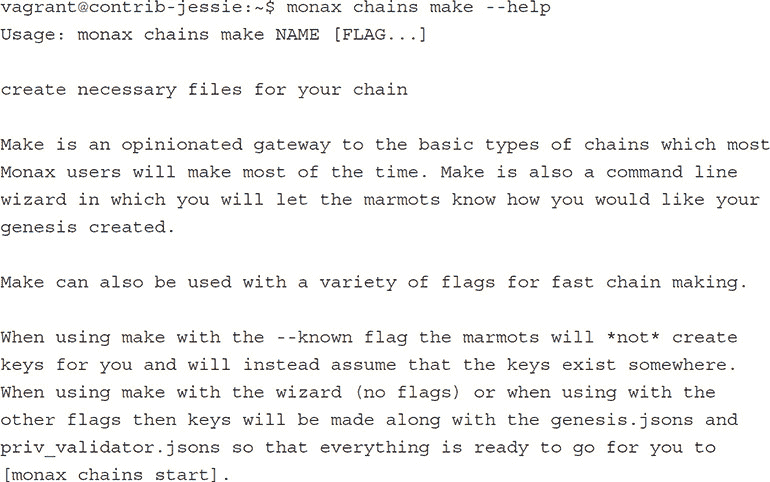 vagrant@contrib-jessie:~$ monax chains make --help
Usage: monax chains make NAME [FLAG...]
create necessary files for your chain
Make is an opinionated gateway to the basic types of chains which most
Monax users will make most of the time. Make is also a command line
wizard in which you will let the marmots know how you would like your
genesis created.
Make can also be used with a variety of flags for fast chain making.
When using make with the --known flag the marmots will *not* create
keys for you and will instead assume that the keys exist somewhere.
When using make with the wizard (no flags) or when using with the
other flags then keys will be made along with the genesis.jsons and
priv_validator.jsons so that everything is ready to go for you to
[monax chains start].